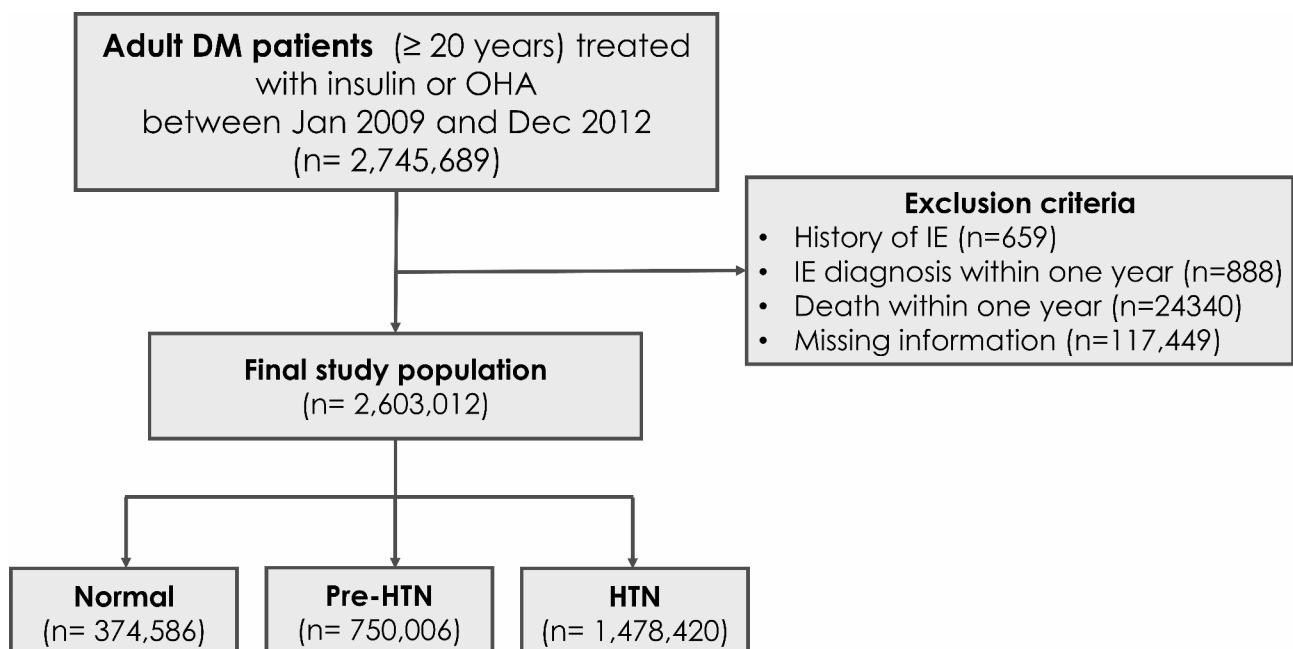 Adult DM patients (≥ 20 years) treated
with insulin or OHA
between Jan 2009 and Dec 2012
(n= 2,745,689)
Exclusion criteria
• History of IE (n=659)
• IE diagnosis within one year (n=888)
• Death within one year (n=24340)
• Missing information (n=117,449)
Final study population
(n= 2,603,012)
Normal
(n= 374,586)
Pre-HTN
(n= 750,006)
HTN
(n= 1,478,420)